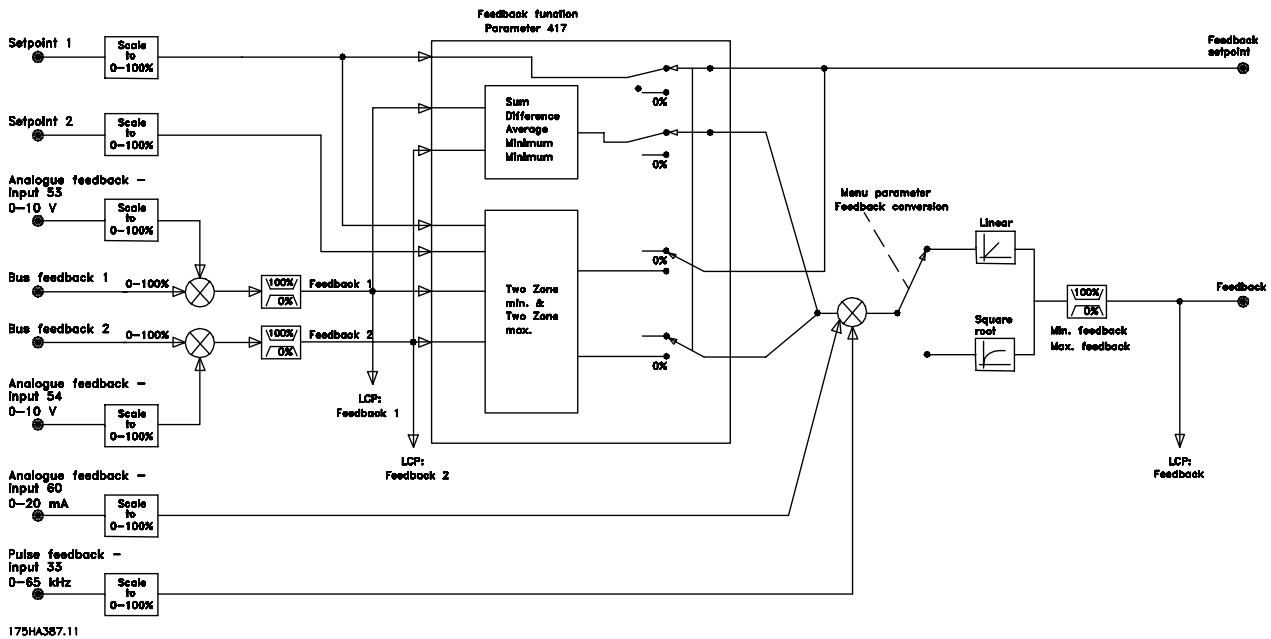 Feedback function
Parameter 417
Setpoint 1
Scale
to
0-100%
Feedback
setpoint
0%
Sum
Difference
Average
Minimum
Minimum
Setpoint 2
Scale
to
0-100%
0%
Analogue feedback -
input 53
0-10 V
Scale
to
0-100%
Menu parameter
Feedback conversion
Linear
0%
Bus feedback 1
0-100%
100%
0%
Feedback 1
Two Zone
min. &
Two Zone
max.
100%
0%
Feedback
Bus feedback 2
0-100%
100%
0%
Feedback 2
Square
root
Min. feedback
Max. feedback
0%
Analogue feedback -
input 54
0-10 V
Scale
to
0-100%
LCP:
Feedback 1
LCP:
Feedback 2
LCP:
Feedback
Analogue feedback -
input 60
0-20 mA
Scale
to
0-100%
Pulse feedback -
input 33
0-65 kHz
Scale
to
0-100%
175HA387.11